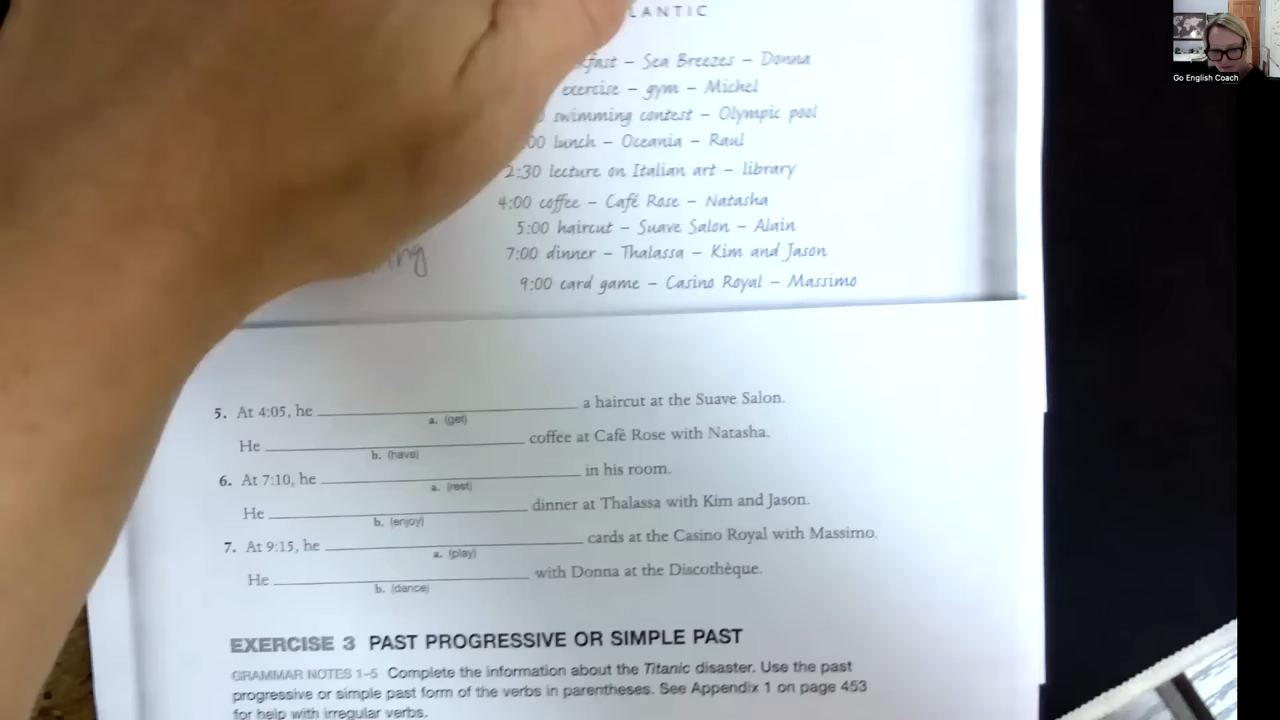 LANTIC
fast – Sea Breezes – Donna
exercise – gym – Michel
swimming contest – Olympic pool
00 lunch – Oceania – Raul
2:30 lecture on Italian art – library
4:00 coffee – Café Rose – Natasha
5:00 haircut – Suave Salon – Alain
7:00 dinner – Thalassa – Kim and Jason
9:00 card game – Casino Royal – Massimo
5. At 4:05, he ____ a haircut at the Suave Salon.
a. (get)
He ____ coffee at Café Rose with Natasha.
b. (have)
6. At 7:10, he ____ in his room.
a. (rest)
He ____ dinner at Thalassa with Kim and Jason.
b. (enjoy)
7. At 9:15, he ____ cards at the Casino Royal with Massimo.
a. (play)
He ____ with Donna at the Discothèque.
b. (dance)
EXERCISE 3 PAST PROGRESSIVE OR SIMPLE PAST
GRAMMAR NOTES 1–5 Complete the information about the Titanic disaster. Use the past
progressive or simple past form of the verbs in parentheses. See Appendix 1 on page 453
for help with irregular verbs.
Go English Coach